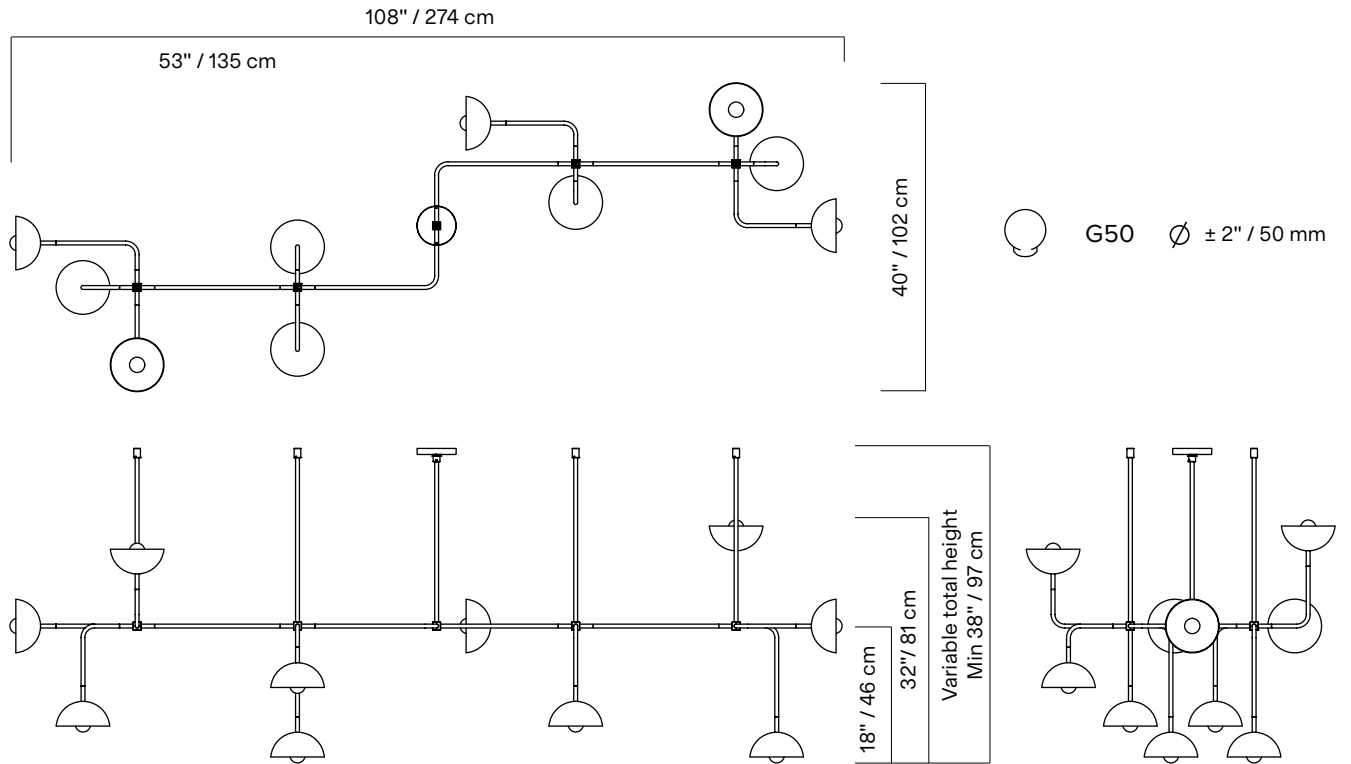 108" / 274 cm
53" / 135 cm
40" / 102 cm
G50
Ø ± 2" / 50 mm
18" / 46 cm
32"/ 81 cm
Variable total height
Min 38" / 97 cm